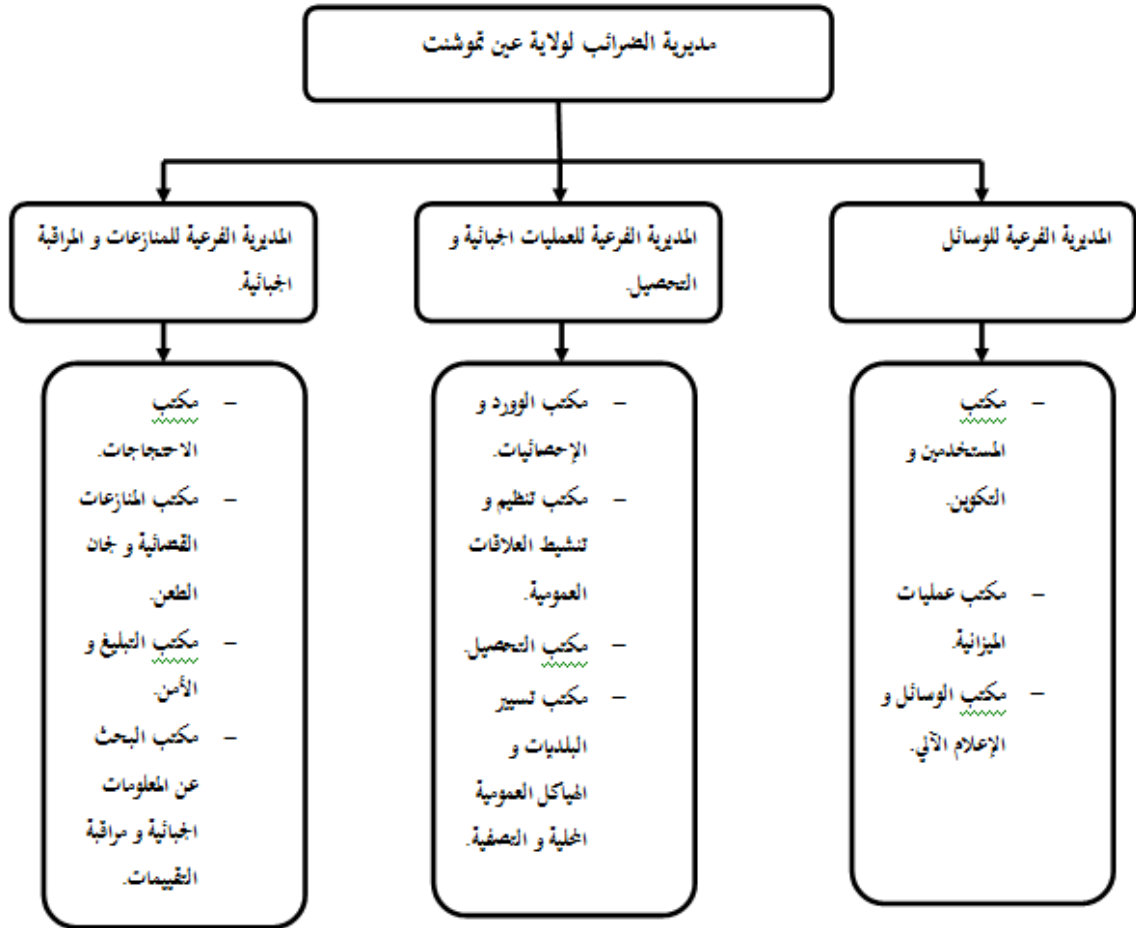 مديرية الضرائب لولاية عين تموشنت
المديرية الفرعية للوسائل
المديرية الفرعية للعمليات الجبائية و
التحصيل.
المديرية الفرعية للمنازعات و المراقبة
الجبائية.
– مكتب
المستخدمين و
التكوين.
– مكتب عمليات
الميزانية.
– مكتب الوسائل و
الإعلام الآلي.
– مكتب الوورد و
الإحصائيات.
– مكتب تنظيم و
تنشيط العلاقات
العمومية.
– مكتب التحصيل.
– مكتب تسيير
البلديات و
الهياكل العمومية
المحلية و التصفية.
– مكتب
الاحتجاجات.
– مكتب المنازعات
القضائية و لجان
الطعن.
– مكتب التبليغ و
الأمن.
– مكتب البحث
عن المعلومات
الجبائية و مراقبة
التقييمات.